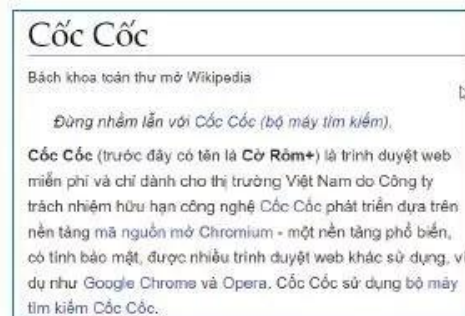 Cốc Cốc
Bách khoa toàn thư mở Wikipedia
Đừng nhầm lẫn với Cốc Cốc (bộ máy tìm kiếm).
Cốc Cốc (trước đây có tên là Cờ Rôm+) là trình duyệt web
miễn phí và chỉ dành cho thị trường Việt Nam do Công ty
trách nhiệm hữu hạn công nghệ Cốc Cốc phát triển dựa trên
nền tảng mã nguồn mở Chromium - một nền tảng phổ biến,
có tính bảo mật, được nhiều trình duyệt web khác sử dụng, ví
dụ như Google Chrome và Opera. Cốc Cốc sử dụng bộ máy
tìm kiếm Cốc Cốc.